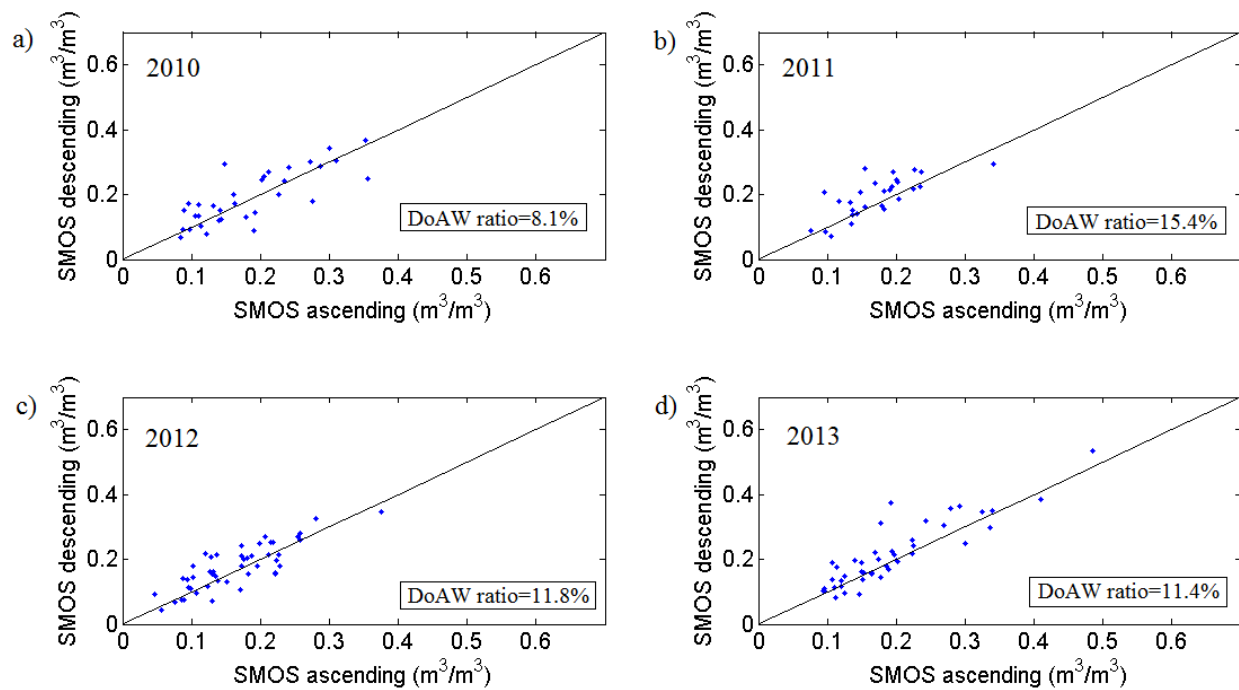 a)
2010
SMOS descending (m³/m³)
0.6
0.4
0.2
0
DoAW ratio=8.1%
0 0.1 0.2 0.3 0.4 0.5 0.6
SMOS ascending (m³/m³)
b)
2011
SMOS descending (m³/m³)
0.6
0.4
0.2
0
DoAW ratio=15.4%
0 0.1 0.2 0.3 0.4 0.5 0.6
SMOS ascending (m³/m³)
c)
2012
SMOS descending (m³/m³)
0.6
0.4
0.2
0
DoAW ratio=11.8%
0 0.1 0.2 0.3 0.4 0.5 0.6
SMOS ascending (m³/m³)
d)
2013
SMOS descending (m³/m³)
0.6
0.4
0.2
0
DoAW ratio=11.4%
0 0.1 0.2 0.3 0.4 0.5 0.6
SMOS ascending (m³/m³)